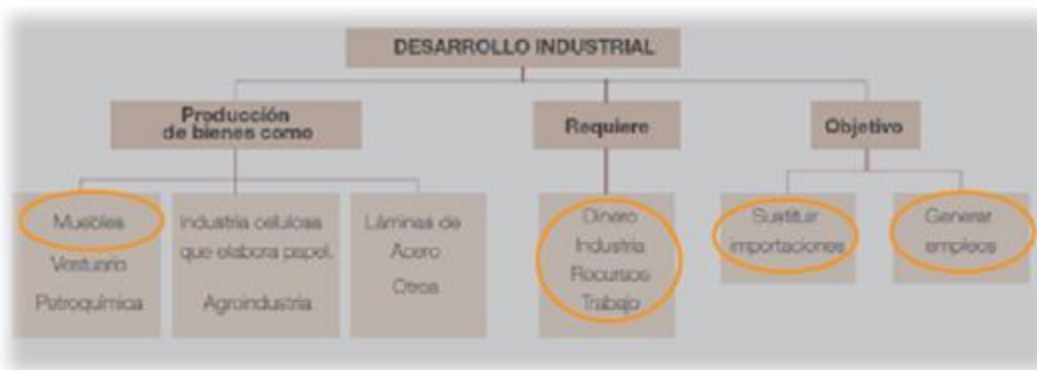 DESARROLLO INDUSTRIAL
Producción
de bienes como
Requiere
Objetivo
Muebles
Vestuario
Petroquímica
Industria celulosa
que elabora papel.
Agroindustria
Láminas de
Acero
Otros
Dinero
Industria
Recursos
Trabajo
Sustituir
importaciones
Generar
empleos